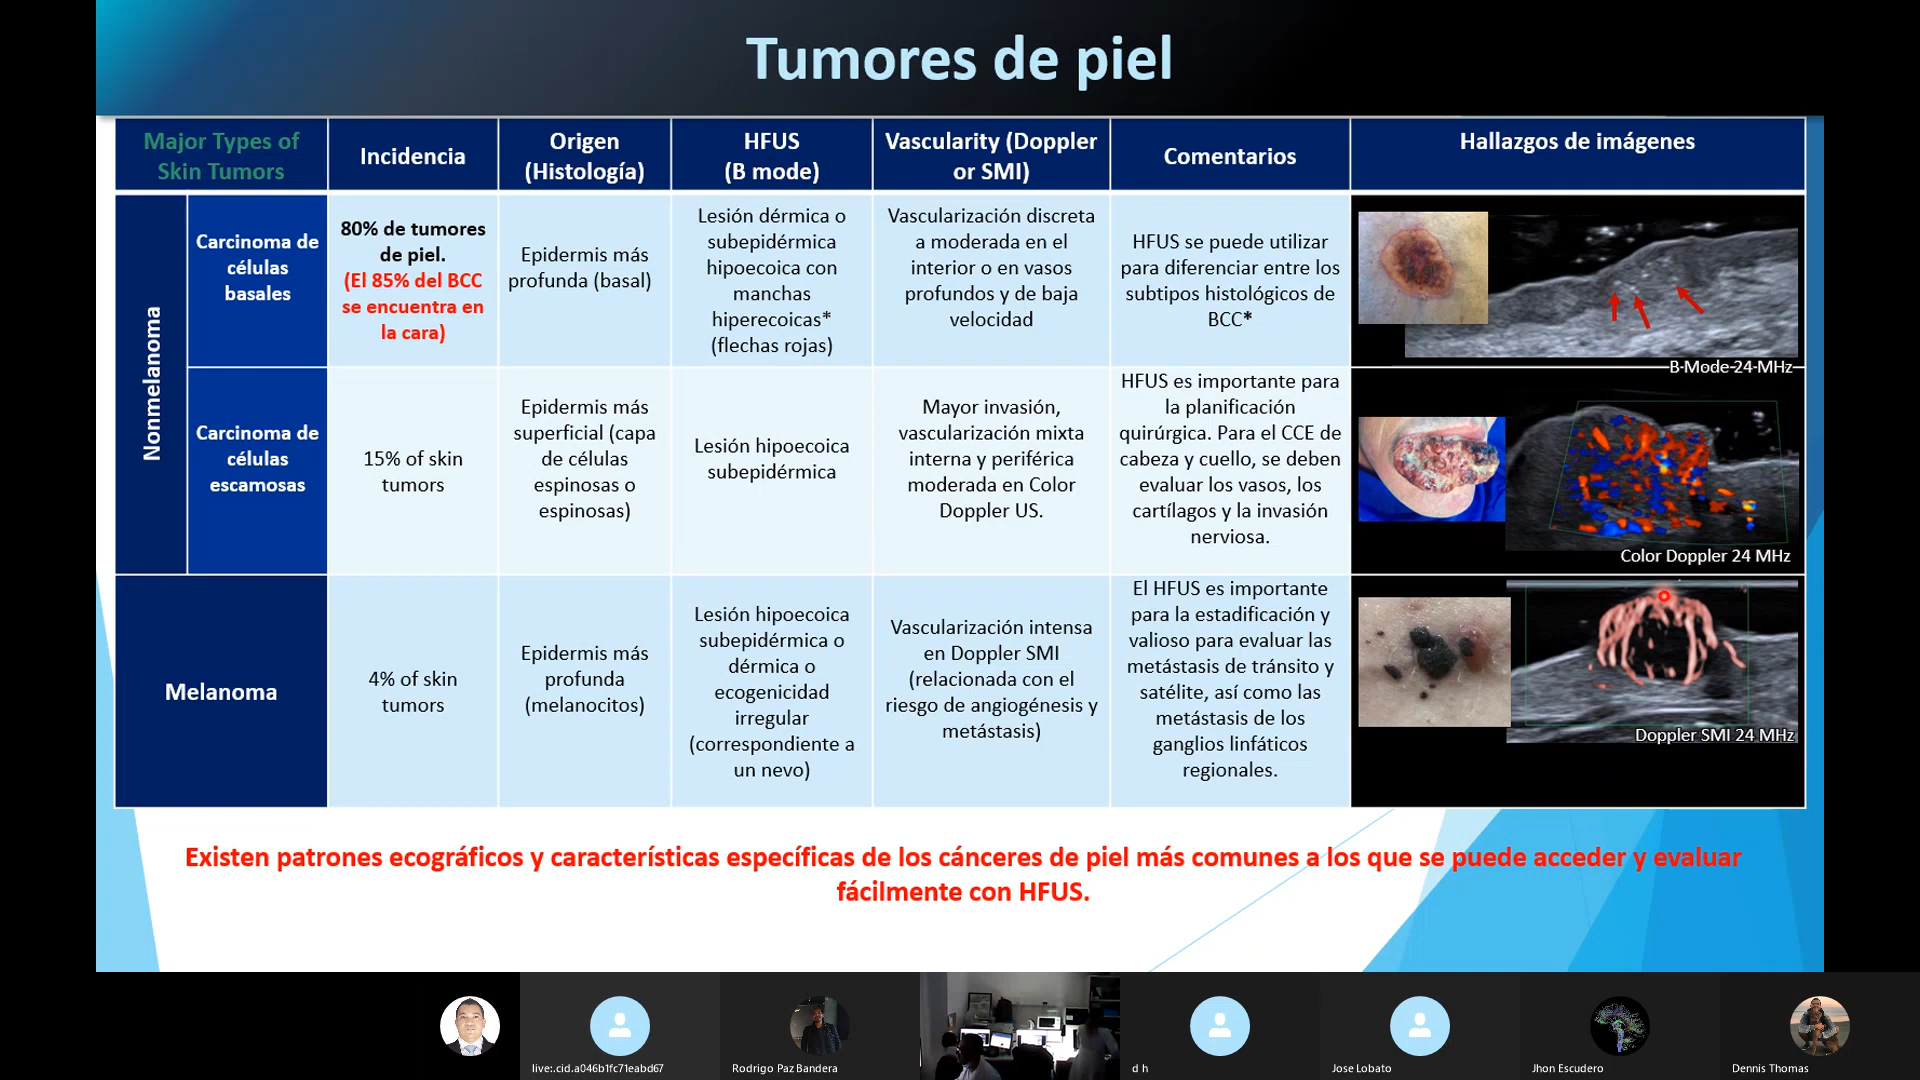 Tumores de piel
Major Types of
Skin Tumors
Incidencia
Origen
(Histología)
HFUS
(B mode)
Vascularity (Doppler
or SMI)
Comentarios
Hallazgos de imágenes
Nonmelanoma
Carcinoma de
células
basales
80% de tumores
de piel.
(El 85% del BCC
se encuentra en
la cara)
Epidermis más
profunda (basal)
Lesión dérmica o
subepidérmica
hipoecoica con
manchas
hiperecoicas*
(flechas rojas)
Vascularización discreta
a moderada en el
interior o en vasos
profundos y de baja
velocidad
HFUS se puede utilizar
para diferenciar entre los
subtipos histológicos de
BCC*
B-Mode-24-MHz
Carcinoma de
células
escamosas
15% of skin
tumors
Epidermis más
superficial (capa
de células
espinosas o
espinosas)
Lesión hipoecoica
subepidérmica
Mayor invasión,
vascularización mixta
interna y periférica
moderada en Color
Doppler US.
HFUS es importante para
la planificación
quirúrgica. Para el CCE de
cabeza y cuello, se deben
evaluar los vasos, los
cartílagos y la invasión
nerviosa.
Color Doppler 24 MHz
Melanoma
4% of skin
tumors
Epidermis más
profunda
(melanocitos)
Lesión hipoecoica
subepidérmica o
dérmica o
ecogenicidad
irregular
(correspondiente a
un nevo)
Vascularización intensa
en Doppler SMI
(relacionada con el
riesgo de angiogénesis y
metástasis)
El HFUS es importante
para la estadificación y
valioso para evaluar las
metástasis de tránsito y
satélite, así como las
metástasis de los
ganglios linfáticos
regionales.
Doppler SMI 24 MHz
Existen patrones ecográficos y características específicas de los cánceres de piel más comunes a los que se puede acceder y evaluar
fácilmente con HFUS.
live:.cid.a046b1fc71eabd67
Rodrigo Paz Bandera
d h
Jose Lobato
Jhon Escudero
Dennis Thomas